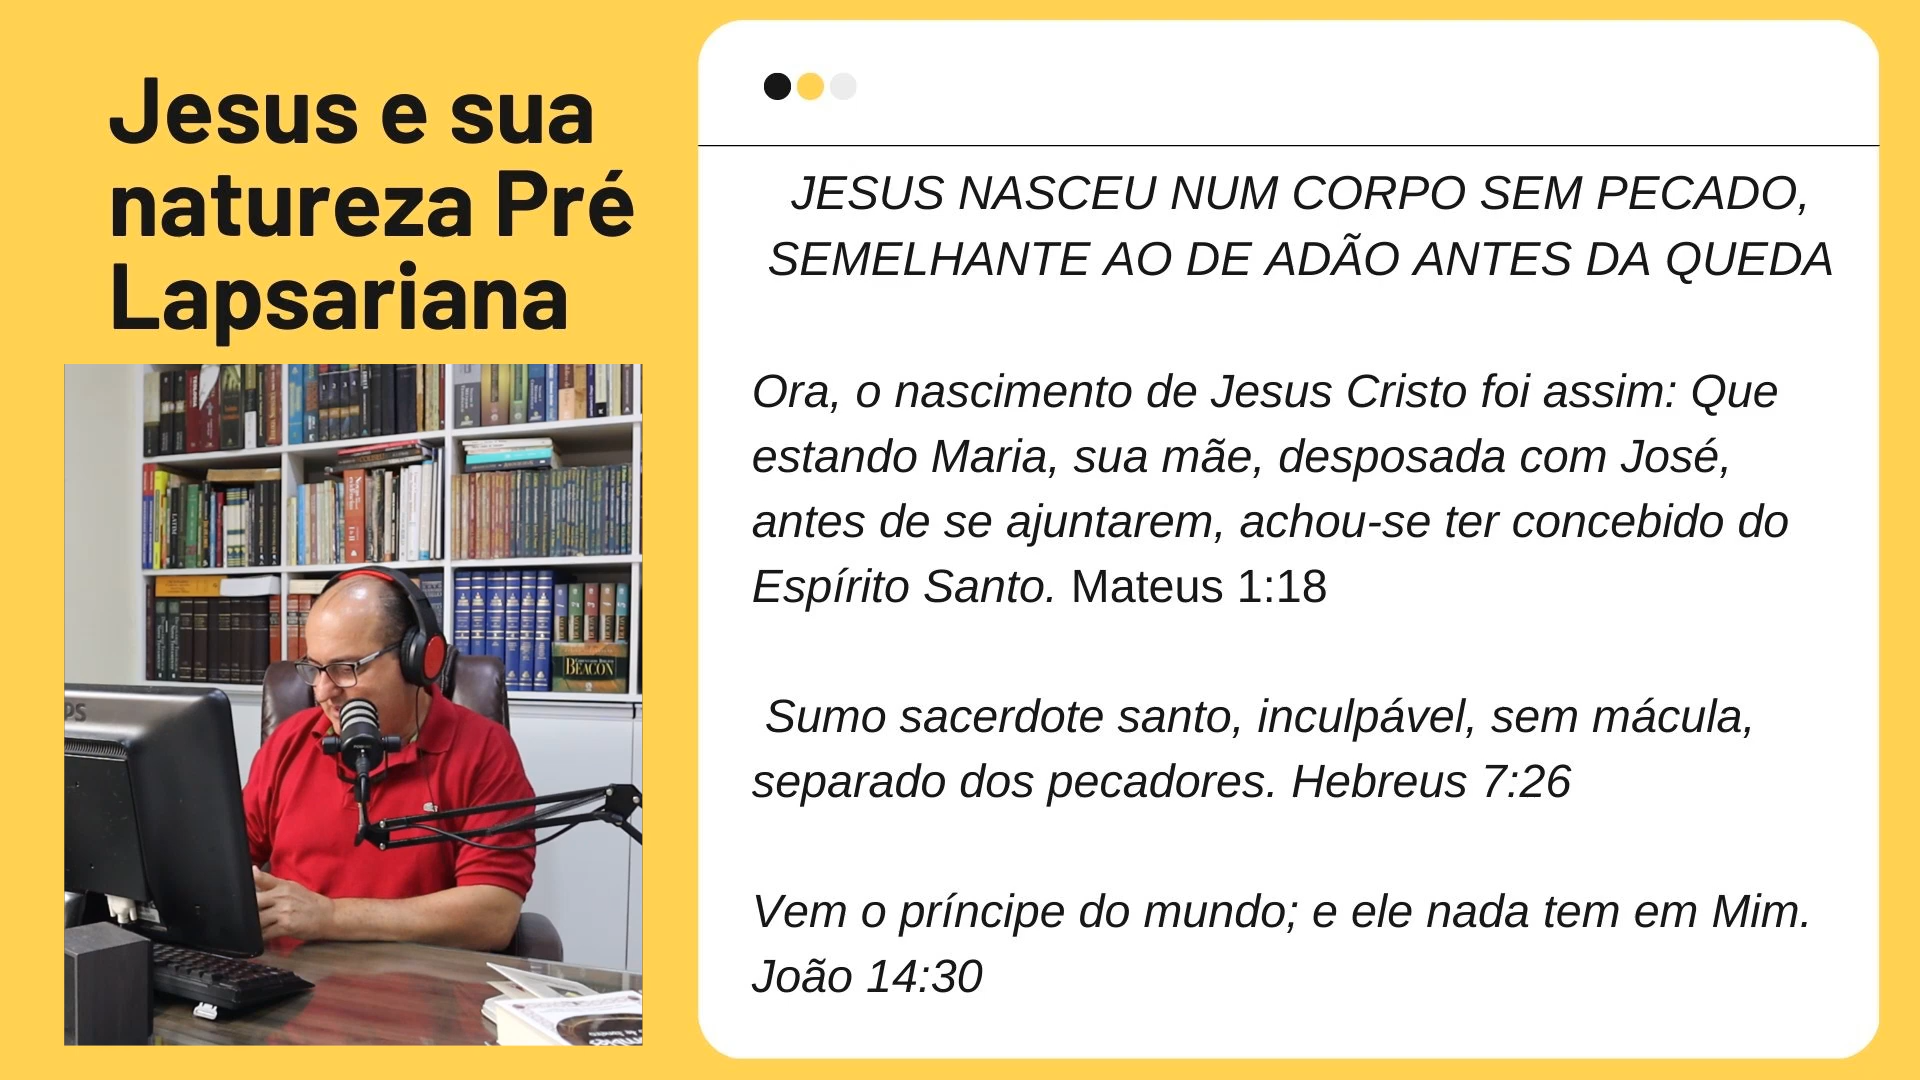 Jesus e sua
natureza Pré
Lapsariana
JESUS NASCEU NUM CORPO SEM PECADO,
SEMELHANTE AO DE ADÃO ANTES DA QUEDA
Ora, o nascimento de Jesus Cristo foi assim: Que
estando Maria, sua mãe, desposada com José,
antes de se ajuntarem, achou-se ter concebido do
Espírito Santo. Mateus 1:18
Sumo sacerdote santo, inculpável, sem mácula,
separado dos pecadores. Hebreus 7:26
Vem o príncipe do mundo; e ele nada tem em Mim.
João 14:30
BEACON